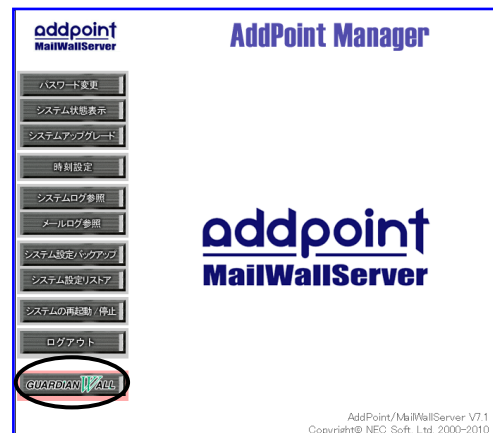 addpoint
MailWallServer
AddPoint Manager
パスワード変更
システム状態表示
システムアップグレード
時刻設定
システムログ参照
メールログ参照
システム設定バックアップ
システム設定リストア
システムの再起動/停止
ログアウト
GUARDIAN WALL
addpoint
MailWallServer
AddPoint/MailWallServer V7.1
Copyright© NEC Soft, Ltd. 2000-2010